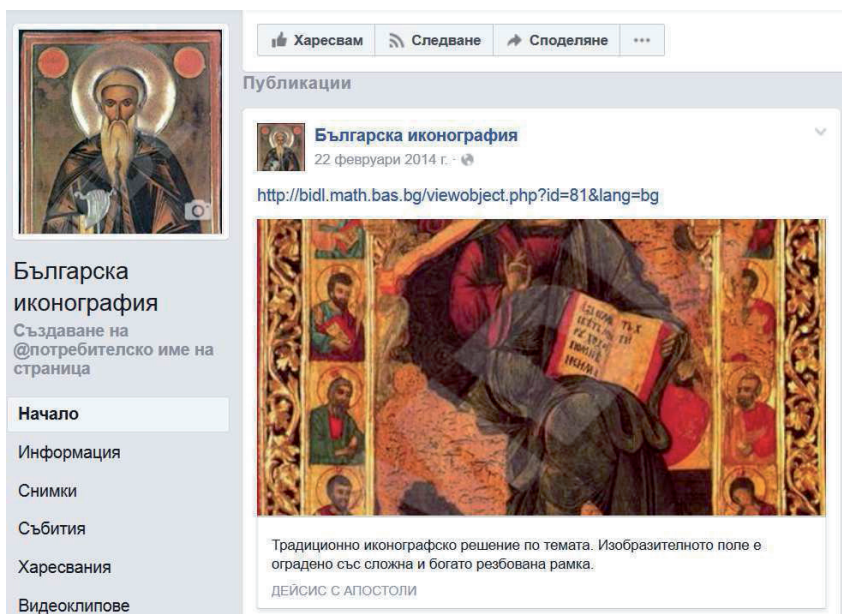 Харесвам
Следване
Споделяне
Публикации
Българска иконография
22 февруари 2014 г.
http://bidl.math.bas.bg/viewobject.php?id=81&lang=bg
Традиционно иконографско решение по темата. Изобразителното поле е
оградено със сложна и богато резбована рамка.
ДЕЙСИС С АПОСТОЛИ
Българска
иконография
Създаване на
@потребителско име на
страница
Начало
Информация
Снимки
Събития
Харесвания
Видеоклипове